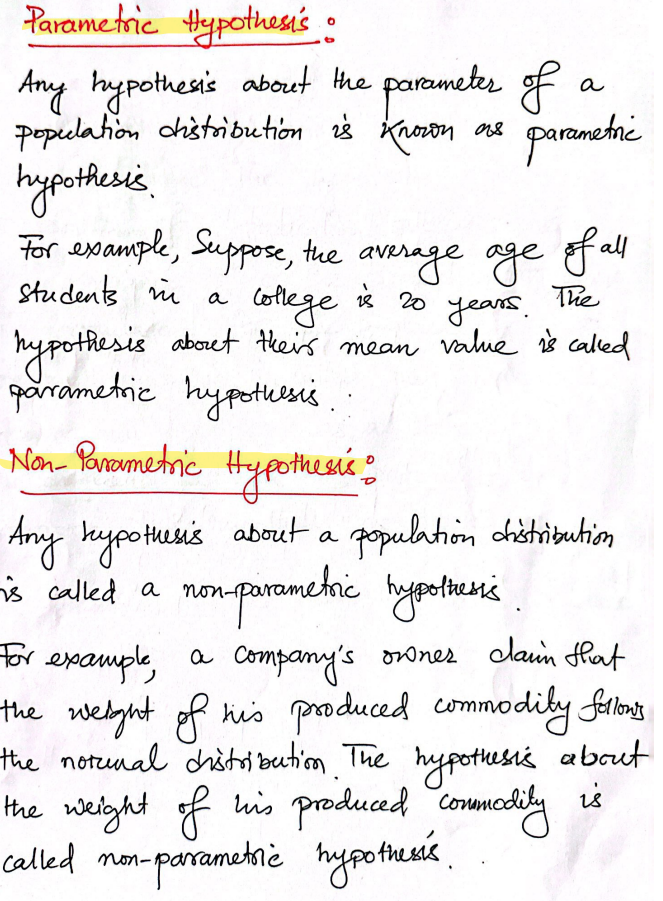 Parametric Hypothesis:
Any hypothesis about the parameter of a
population distribution is known as parametric
hypothesis.
For example, Suppose, the average age of all
students in a college is 20 years. The
hypothesis about their mean value is called
parametric hypothesis.
Non-Parametric Hypothesis:
Any hypothesis about a population distribution
is called a non-parametric hypothesis.
For example, a company's owner claim that
the weight of his produced commodity follows
the normal distribution. The hypothesis about
the weight of his produced commodity is
called non-parametric hypothesis.